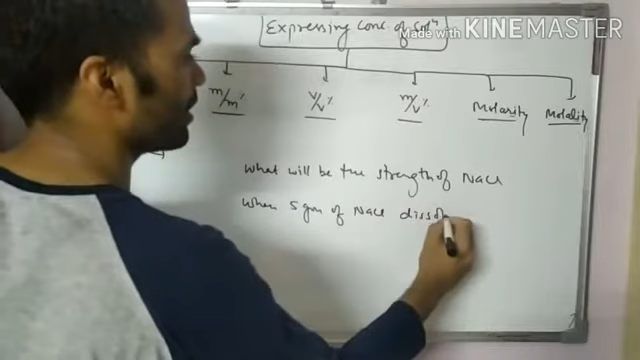 Expressing Conc. of Solⁿ
Made with KINEMASTER
m/m% V/V% m/V% Molarity Molality
What will be the strength of NaCl
When 5 gm of NaCl dissol